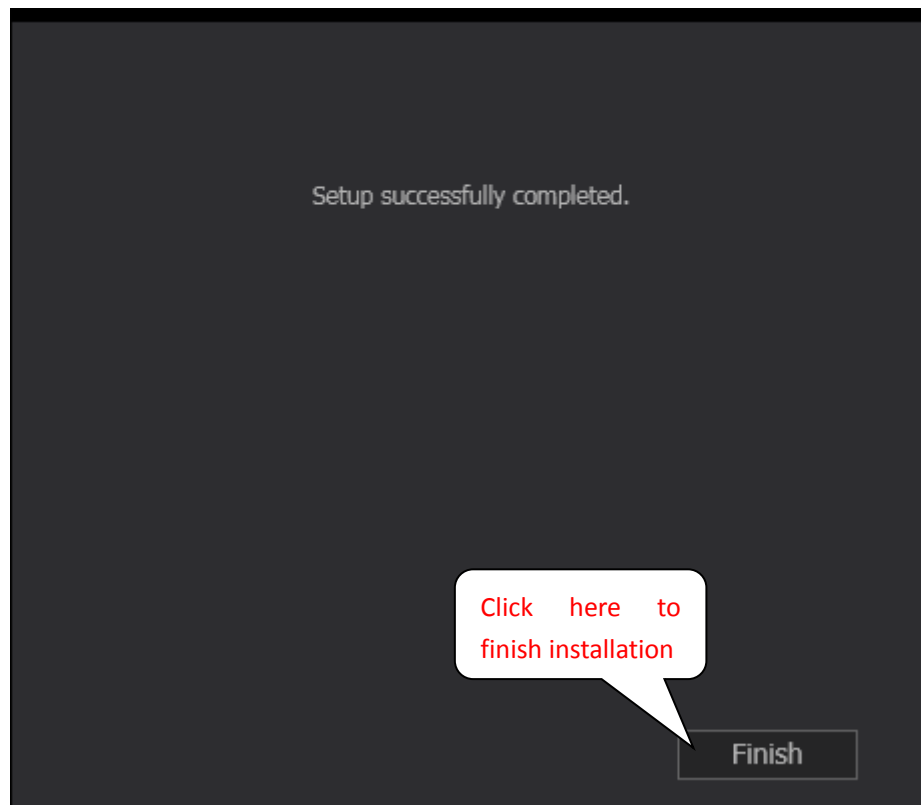 Setup successfully completed.
Click here to
finish installation
Finish